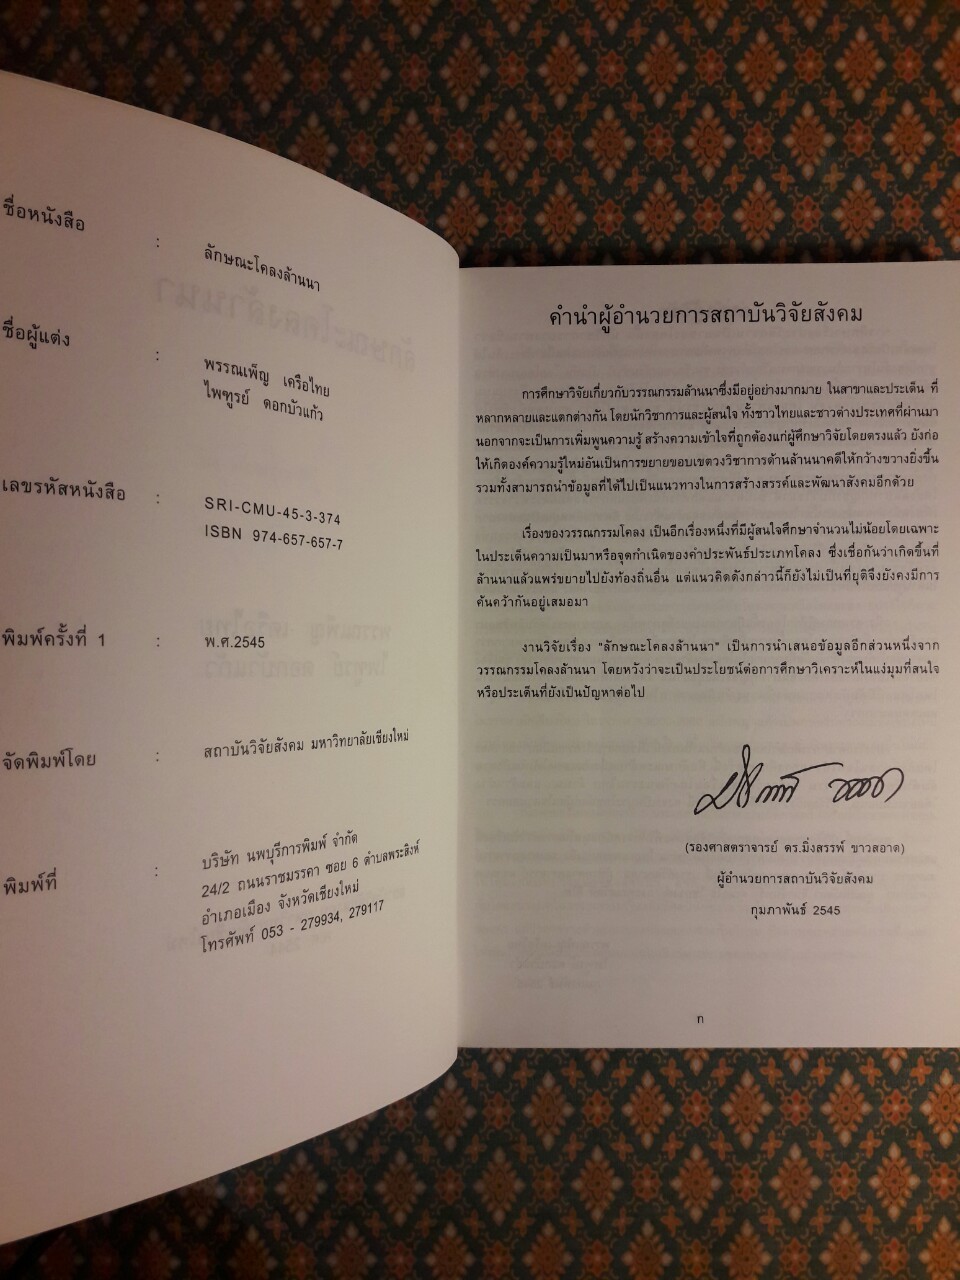 ชื่อหนังสือ : ลักษณะโคลงล้านนา
ชื่อผู้แต่ง : พรรณเพ็ญ เครือไทย
ไพฑูรย์ ดอกบัวแก้ว
เลขรหัสหนังสือ : SRI-CMU-45-3-374
ISBN 974-657-657-7
พิมพ์ครั้งที่ 1 : พ.ศ.2545
จัดพิมพ์โดย : สถาบันวิจัยสังคม มหาวิทยาลัยเชียงใหม่
พิมพ์ที่ : บริษัท นพบุรีการพิมพ์ จำกัด
24/2 ถนนราชมรรคา ซอย 6 ตำบลพระสิงห์
อำเภอเมือง จังหวัดเชียงใหม่
โทรศัพท์ 053 - 279934, 279117
คำนำผู้อำนวยการสถาบันวิจัยสังคม
การศึกษาวิจัยเกี่ยวกับวรรณกรรมล้านนาซึ่งมีอยู่อย่างมากมาย ในสาขาและประเด็น ที่
หลากหลายและแตกต่างกัน โดยนักวิชาการและผู้สนใจ ทั้งชาวไทยและชาวต่างประเทศที่ผ่านมา
นอกจากจะเป็นการเพิ่มพูนความรู้ สร้างความเข้าใจที่ถูกต้องแก่ผู้ศึกษาวิจัยโดยตรงแล้ว ยังก่อ
ให้เกิดองค์ความรู้ใหม่อันเป็นการขยายขอบเขตวงวิชาการด้านล้านนาคดีให้กว้างขวางยิ่งขึ้น
รวมทั้งสามารถนำข้อมูลที่ได้ไปเป็นแนวทางในการสร้างสรรค์และพัฒนาสังคมอีกด้วย
เรื่องของวรรณกรรมโคลง เป็นอีกเรื่องหนึ่งที่มีผู้สนใจศึกษาจำนวนไม่น้อยโดยเฉพาะ
ในประเด็นความเป็นมาหรือจุดกำเนิดของคำประพันธ์ประเภทโคลง ซึ่งเชื่อกันว่าเกิดขึ้นที่
ล้านนาแล้วแพร่ขยายไปยังท้องถิ่นอื่น แต่แนวคิดดังกล่าวนี้ก็ยังไม่เป็นที่ยุติจึงยังคงมีการ
ค้นคว้ากันอยู่เสมอมา
งานวิจัยเรื่อง "ลักษณะโคลงล้านนา" เป็นการนำเสนอข้อมูลอีกส่วนหนึ่งจาก
วรรณกรรมโคลงล้านนา โดยหวังว่าจะเป็นประโยชน์ต่อการศึกษาวิเคราะห์ในแง่มุมที่สนใจ
หรือประเด็นที่ยังเป็นปัญหาต่อไป
(รองศาสตราจารย์ ดร.มิ่งสรรพ์ ขาวสอาด)
ผู้อำนวยการสถาบันวิจัยสังคม
กุมภาพันธ์ 2545
ก